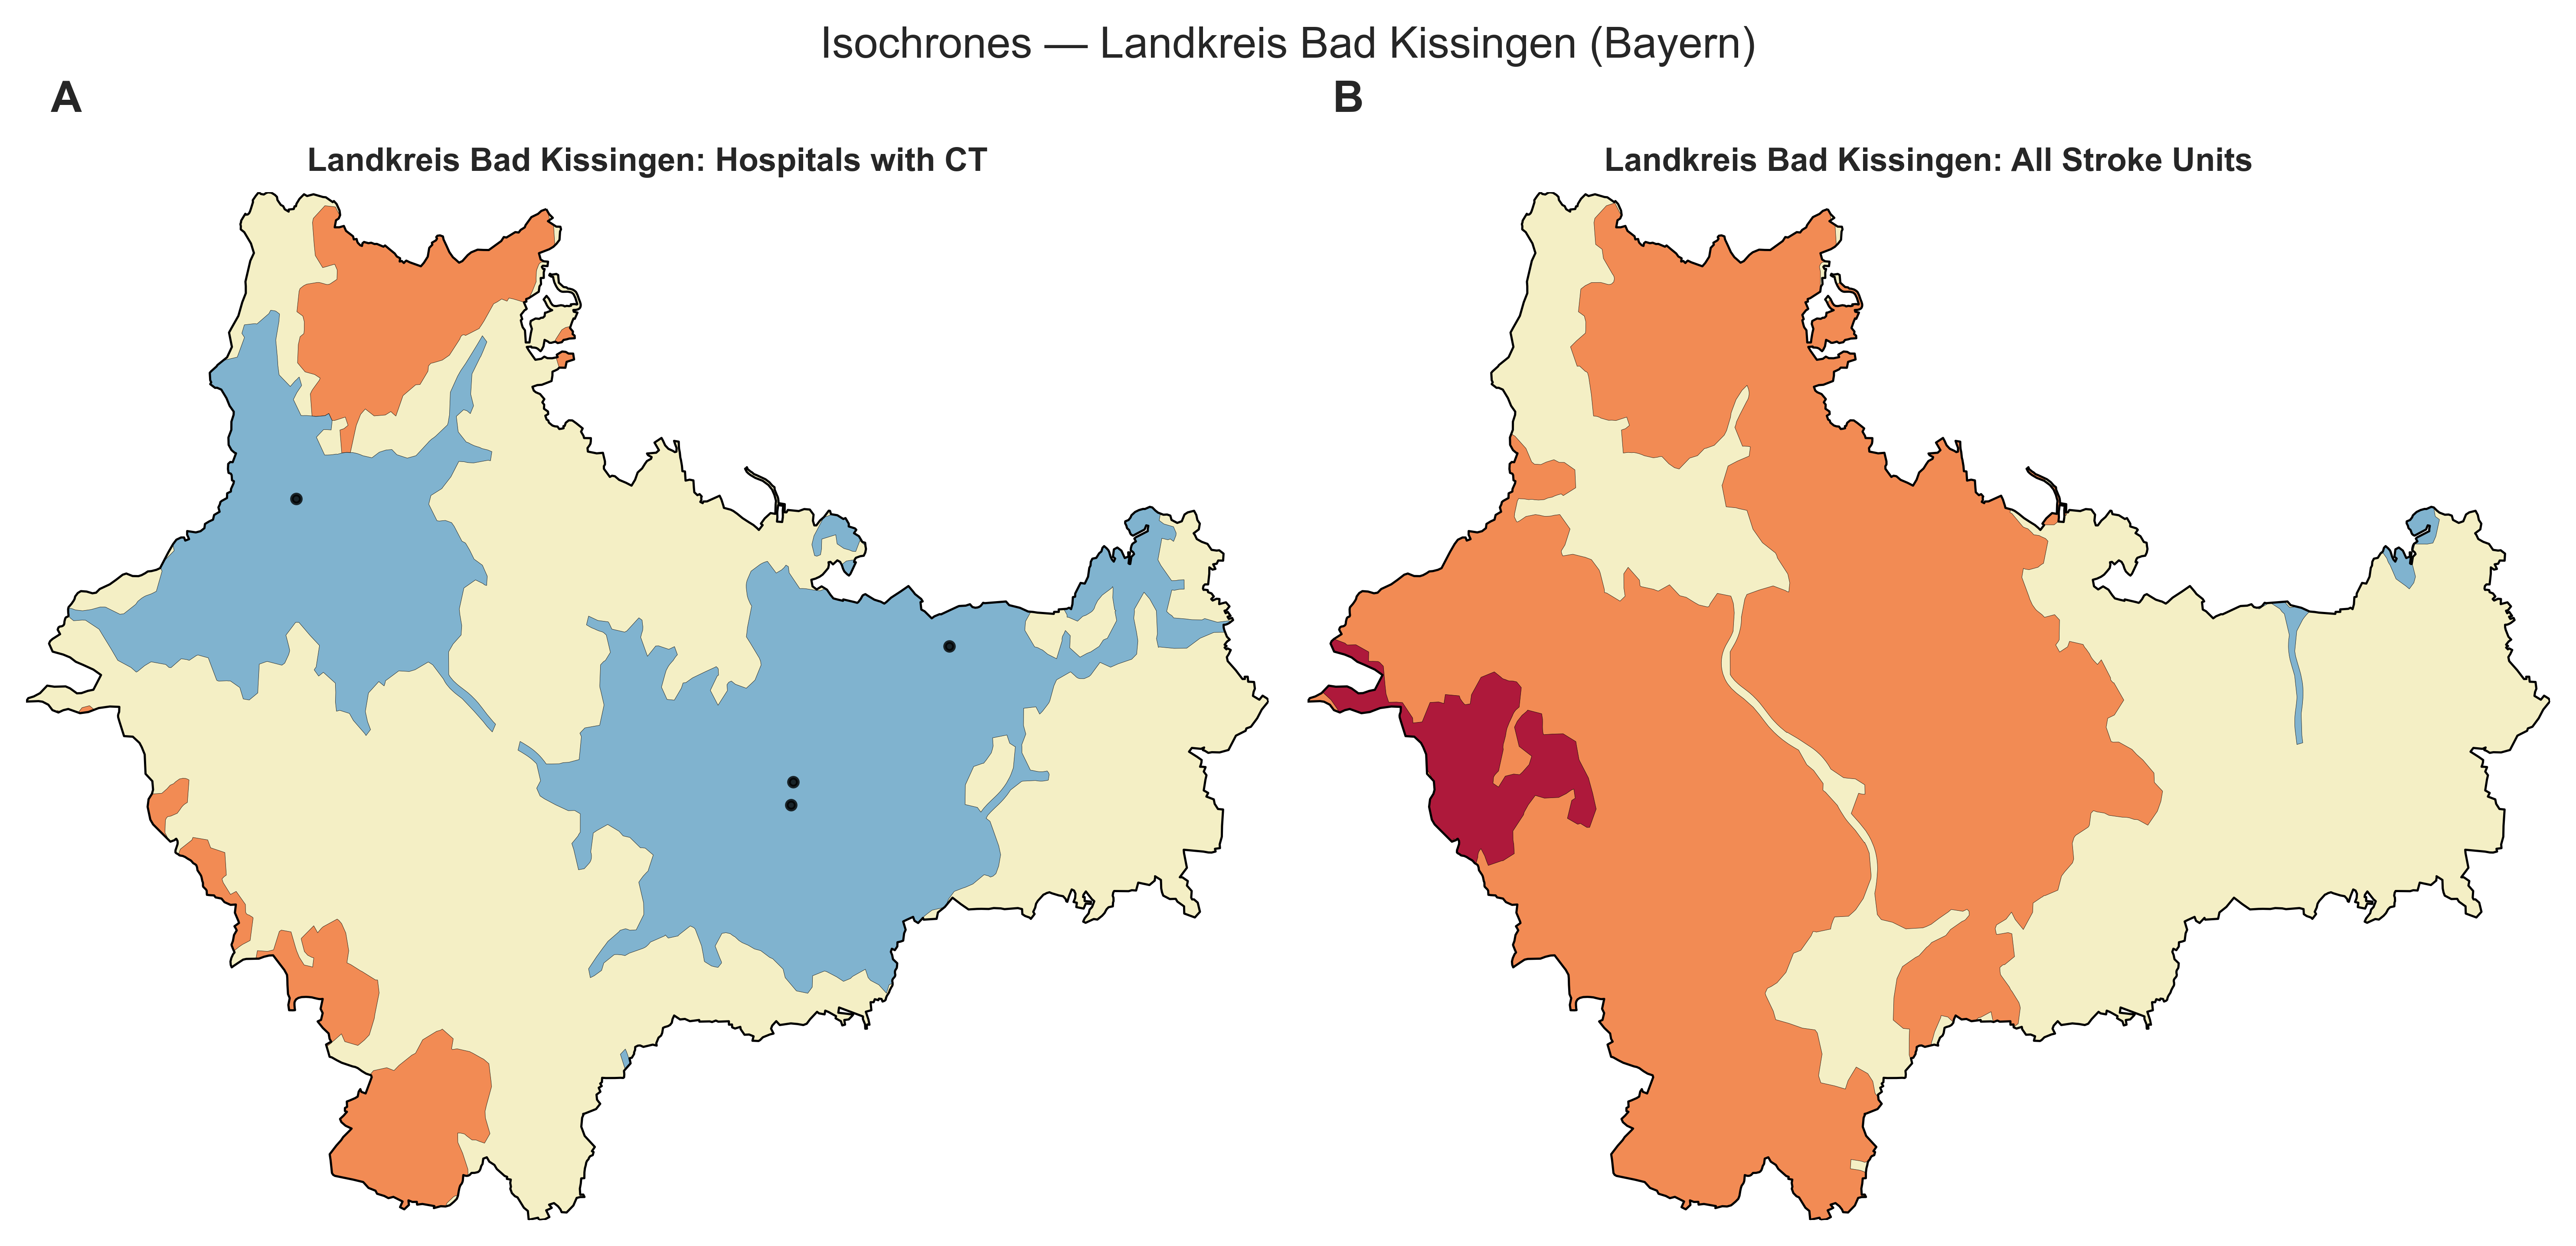 Isochrones — Landkreis Bad Kissingen (Bayern)
A
B
Landkreis Bad Kissingen: Hospitals with CT
Landkreis Bad Kissingen: All Stroke Units